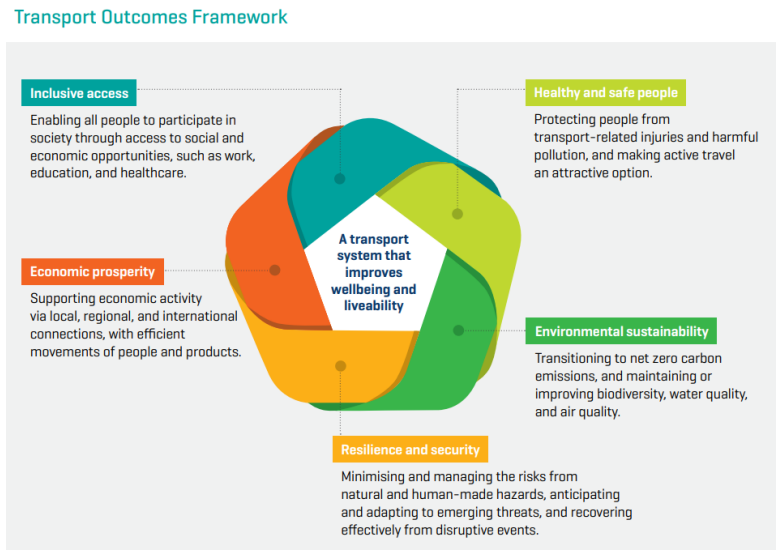 Transport Outcomes Framework
Inclusive access
Enabling all people to participate in
society through access to social and
economic opportunities, such as work,
education, and healthcare.
Healthy and safe people
Protecting people from
transport-related injuries and harmful
pollution, and making active travel
an attractive option.
A transport
system that
improves
wellbeing and
liveability
Economic prosperity
Supporting economic activity
via local, regional, and international
connections, with efficient
movements of people and products.
Environmental sustainability
Transitioning to net zero carbon
emissions, and maintaining or
improving biodiversity, water quality,
and air quality.
Resilience and security
Minimising and managing the risks from
natural and human-made hazards, anticipating
and adapting to emerging threats, and recovering
effectively from disruptive events.